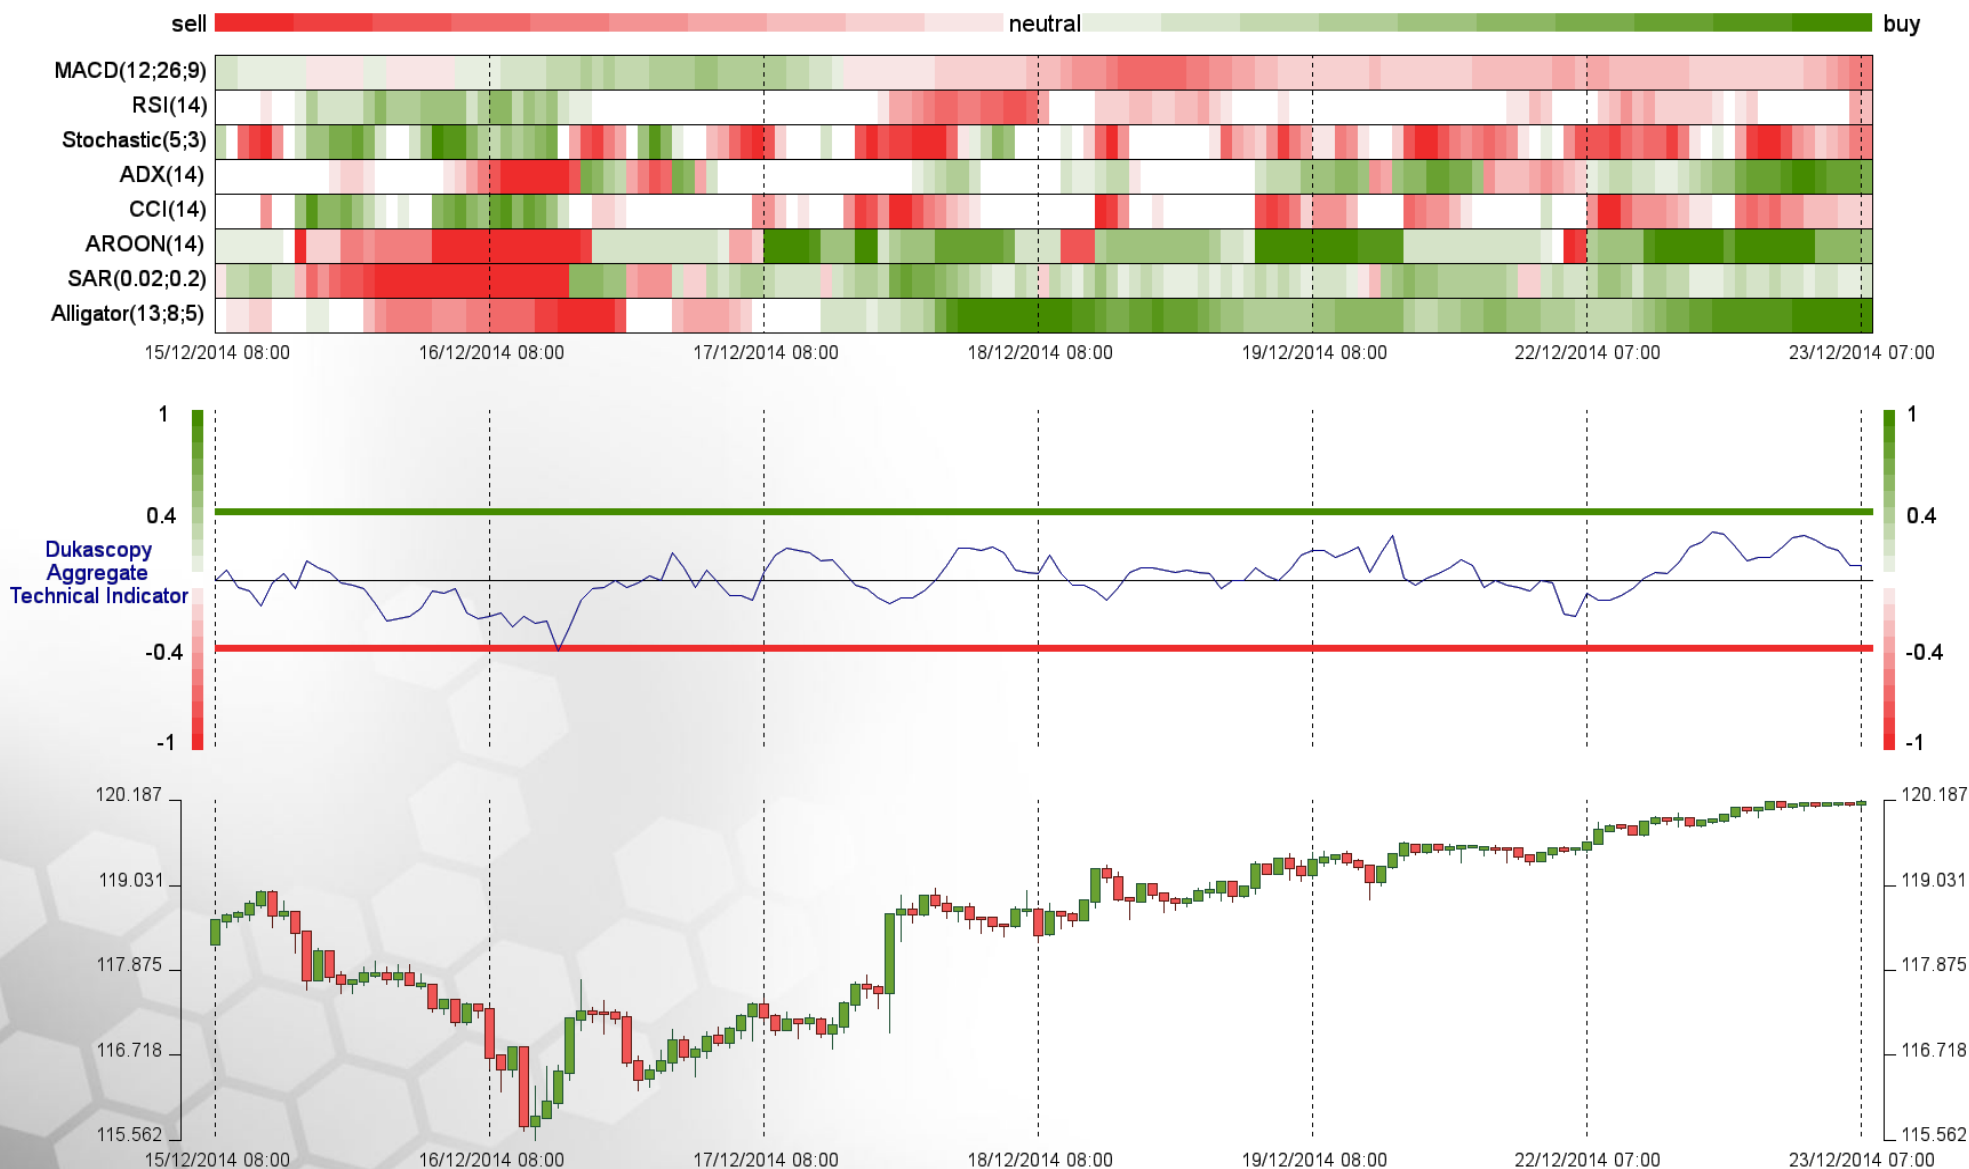 sell neutral buy
MACD(12;26;9)
RSI(14)
Stochastic(5;3)
ADX(14)
CCI(14)
AROON(14)
SAR(0.02;0.2)
Alligator(13;8;5)
15/12/2014 08:00 16/12/2014 08:00 17/12/2014 08:00 18/12/2014 08:00 19/12/2014 08:00 22/12/2014 07:00 23/12/2014 07:00
1 1
0.4 0.4
Dukascopy
Aggregate
Technical Indicator
-0.4 -0.4
-1 -1
120.187 120.187
119.031 119.031
117.875 117.875
116.718 116.718
115.562 115.562
15/12/2014 08:00 16/12/2014 08:00 17/12/2014 08:00 18/12/2014 08:00 19/12/2014 08:00 22/12/2014 07:00 23/12/2014 07:00